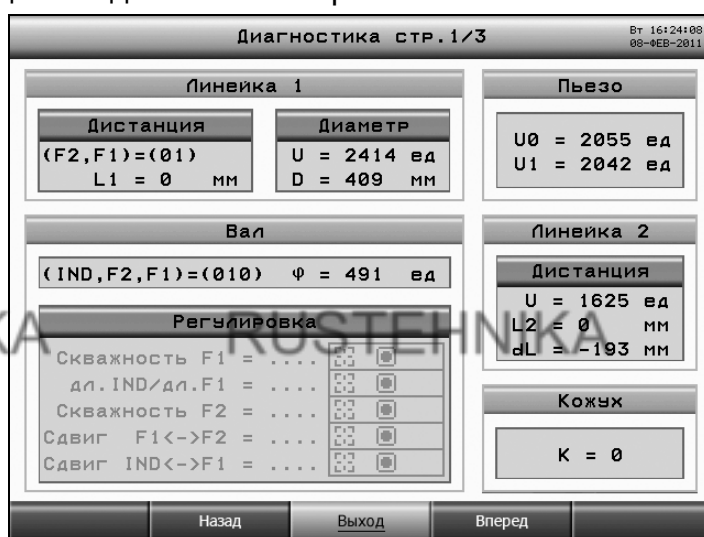 Диагностика стр.1/3
Вт 16:24:08
08-ФЕВ-2011
Линейка 1
Дистанция
(F2,F1)=(01)
L1 = 0 мм
Диаметр
U = 2414 ед
D = 409 мм
Пьезо
U0 = 2055 ед
U1 = 2042 ед
Вал
(IND,F2,F1)=(010) φ = 491 ед
Регулировка
Скважность F1 = ....
дл.IND/дл.F1 = ....
Скважность F2 = ....
Сдвиг F1<->F2 = ....
Сдвиг IND<->F1 = ....
Линейка 2
Дистанция
U = 1625 ед
L2 = 0 мм
dL = -193 мм
Кожух
K = 0
RUSTEHNIKA
Назад Выход Вперед